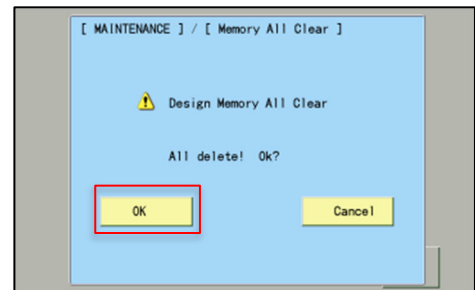 [ MAINTENANCE ] / [ Memory All Clear ]
Design Memory All Clear
All delete! Ok?
OK Cancel